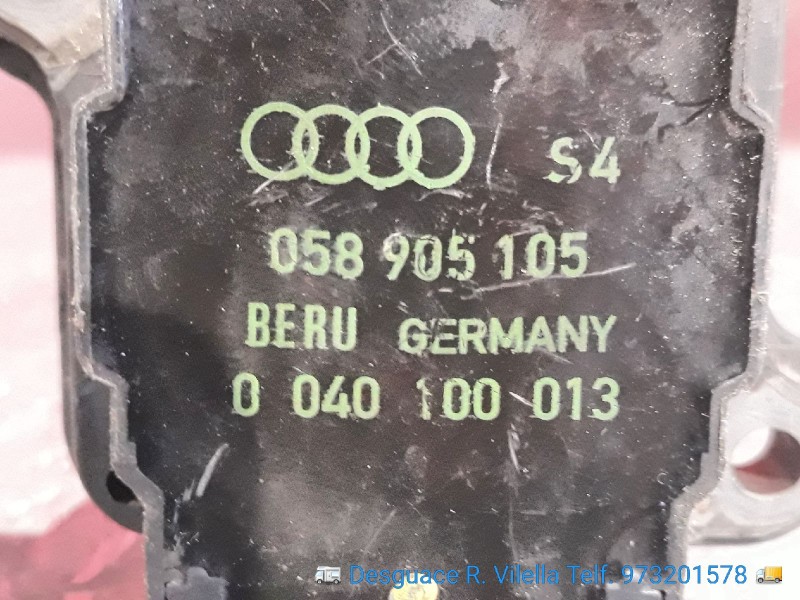 S4
058 905 105
BERU GERMANY
0 040 100 013
Desguace R. Vilella Telf: 973201578